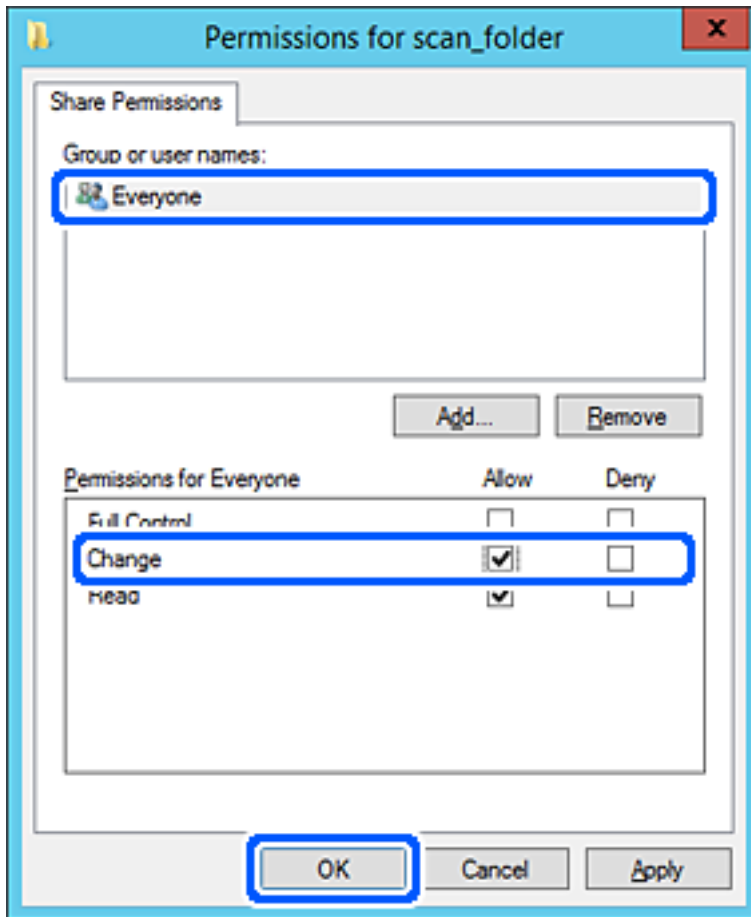 Permissions for scan_folder
x
Share Permissions
Group or user names:
Everyone
Add... Remove
Permissions for Everyone Allow Deny
Full Control
Change
Read
OK Cancel Apply